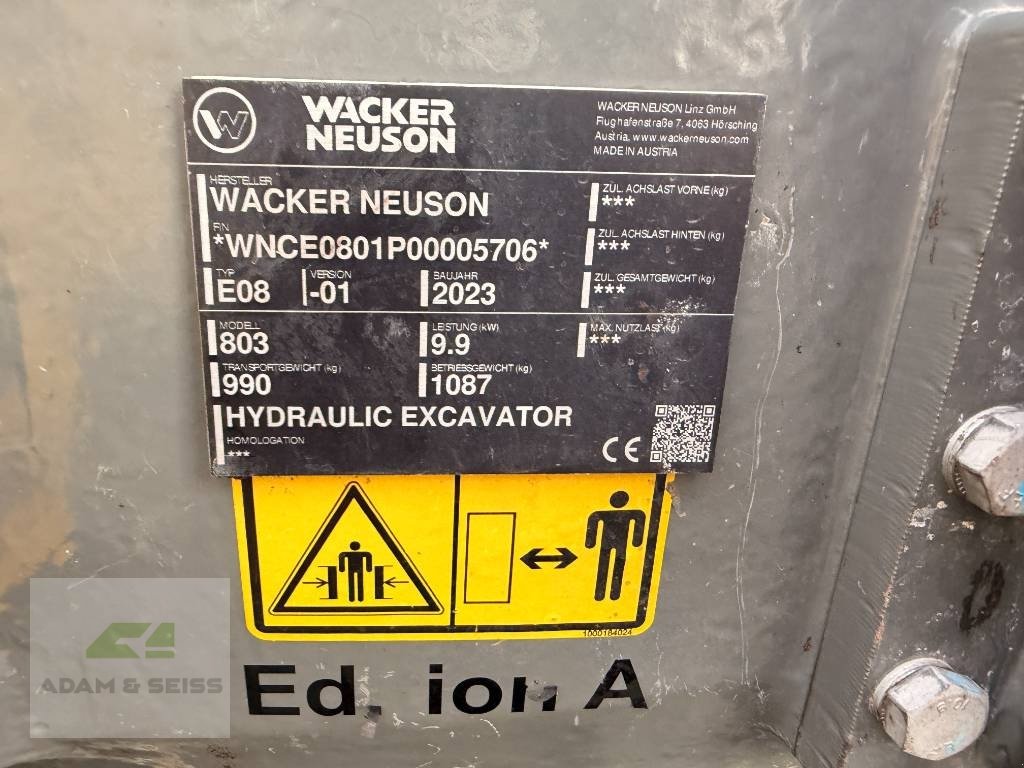 WACKER
NEUSON
WACKER NEUSON Linz GmbH
Flughafenstraße 7, 4063 Hörsching
Austria, www.wackerneuson.com
MADE IN AUSTRIA
HERSTELLER
WACKER NEUSON
FIN
*WNCE0801P00005706*
TYP VERSION BAUJAHR
E08 -01 2023
ZUL. ACHSLAST VORNE (kg)
***
ZUL. ACHSLAST HINTEN (kg)
***
ZUL. GESAMTGEWICHT (kg)
***
MODELL LEISTUNG (kW) MAX. NUTZLAST (kg)
803 9.9 ***
TRANSPORTGEWICHT (kg) BETRIEBSGEWICHT (kg)
990 1087
HYDRAULIC EXCAVATOR
HOMOLOGATION
***
CE
1000184024
Ed ion A
ADAM & SEISS